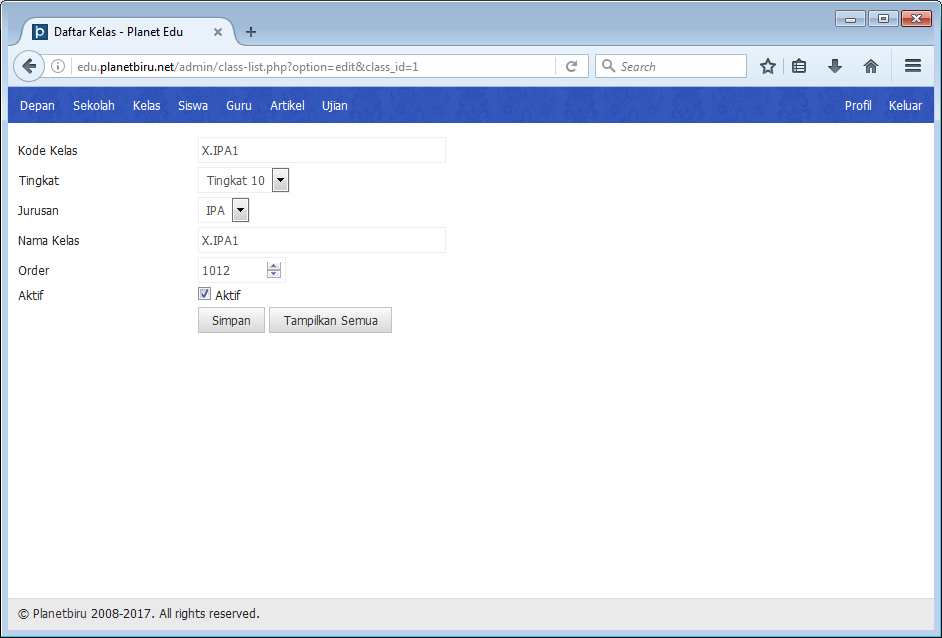 Daftar Kelas - Planet Edu
edu.planetbiru.net/admin/class-list.php?option=edit&class_id=1
Search
Depan Sekolah Kelas Siswa Guru Artikel Ujian Profil Keluar
Kode Kelas X.IPA1
Tingkat Tingkat 10
Jurusan IPA
Nama Kelas X.IPA1
Order 1012
Aktif Aktif
Simpan Tampilkan Semua
© Planetbiru 2008-2017. All rights reserved.